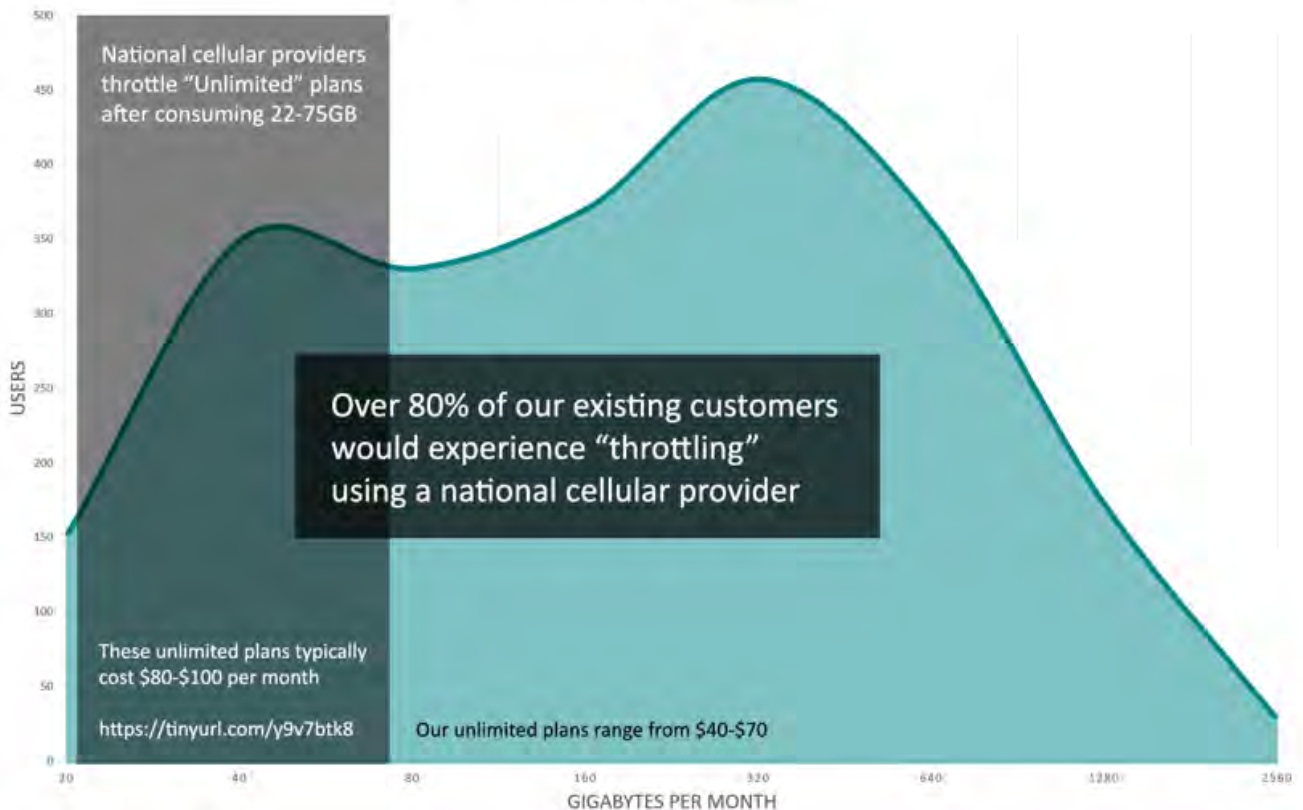 500
National cellular providers
throttle “Unlimited” plans
after consuming 22-75GB
450
400
350
300
250
200
150
100
50
0
USERS
Over 80% of our existing customers
would experience “throttling”
using a national cellular provider
These unlimited plans typically
cost $80-$100 per month
https://tinyurl.com/y9v7btk8
Our unlimited plans range from $40-$70
20 40 80 160 320 640 1280 2560
GIGABYTES PER MONTH